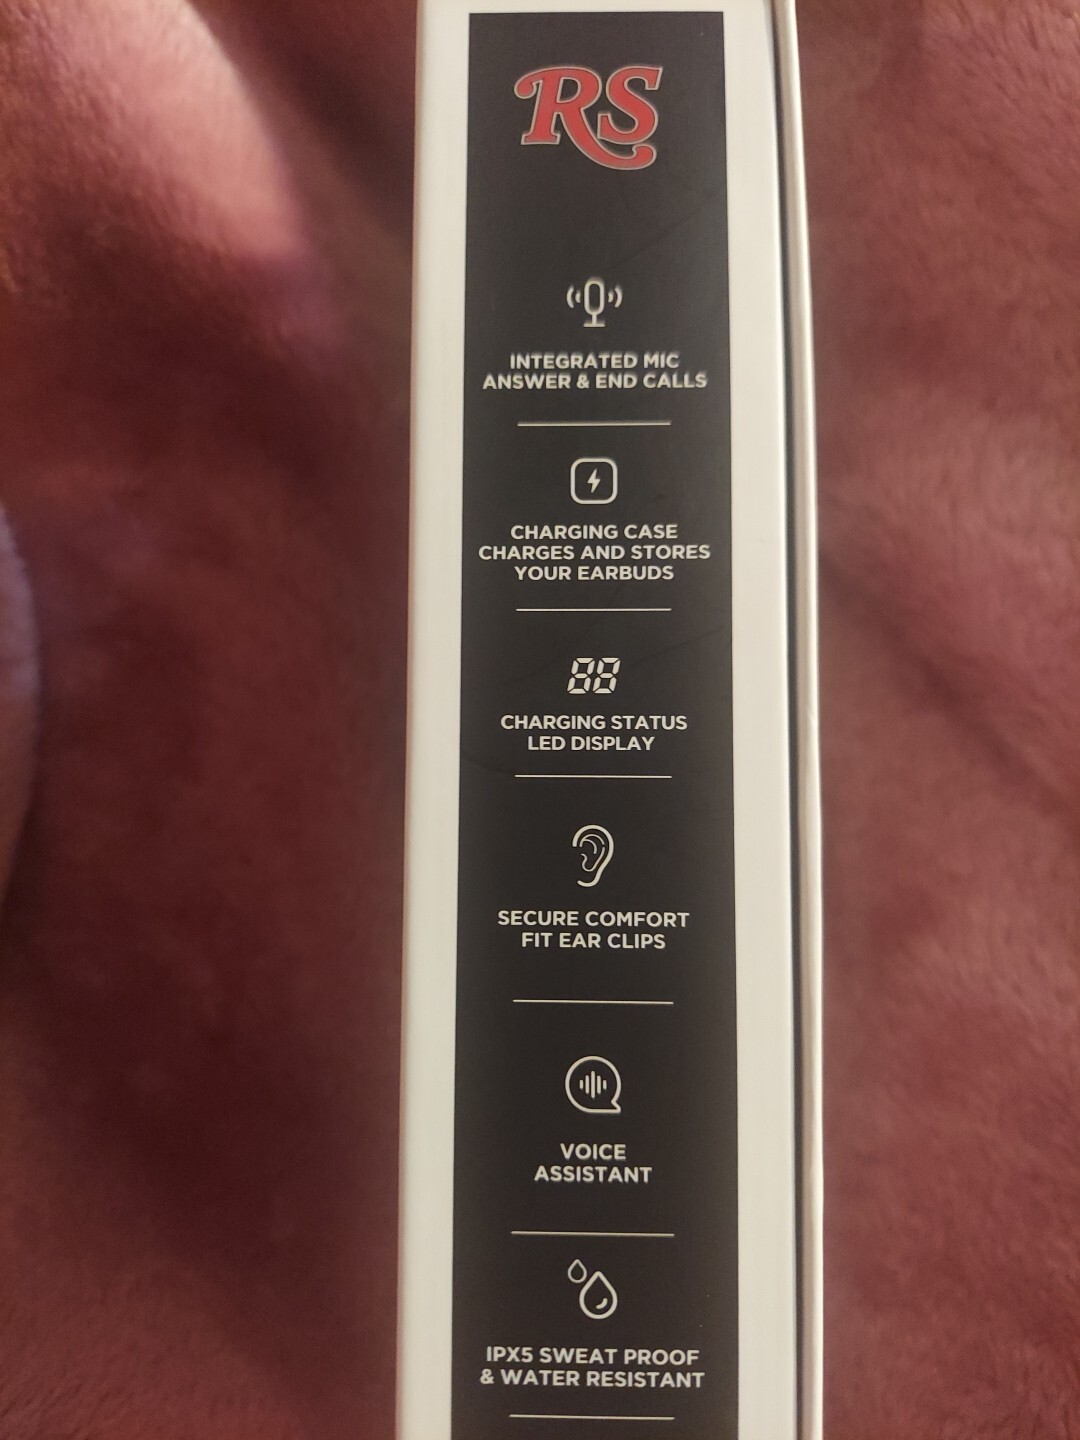 RS
INTEGRATED MIC
ANSWER & END CALLS
CHARGING CASE
CHARGES AND STORES
YOUR EARBUDS
88
CHARGING STATUS
LED DISPLAY
SECURE COMFORT
FIT EAR CLIPS
VOICE
ASSISTANT
IPX5 SWEAT PROOF
& WATER RESISTANT